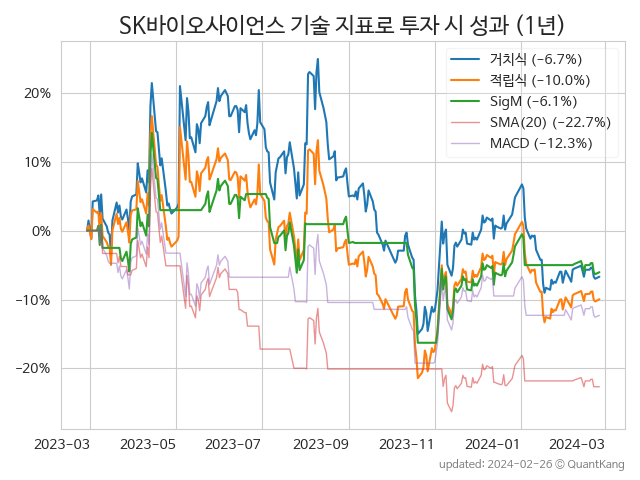 SK바이오사이언스 기술 지표로 투자 시 성과 (1년)
거치식 (−6.7%)
적립식 (−10.0%)
SigM (−6.1%)
SMA(20) (−22.7%)
MACD (−12.3%)
20%
10%
0%
−10%
−20%
2023-03 2023-05 2023-07 2023-09 2023-11 2024-01 2024-03
updated: 2024-02-26 © QuantKang